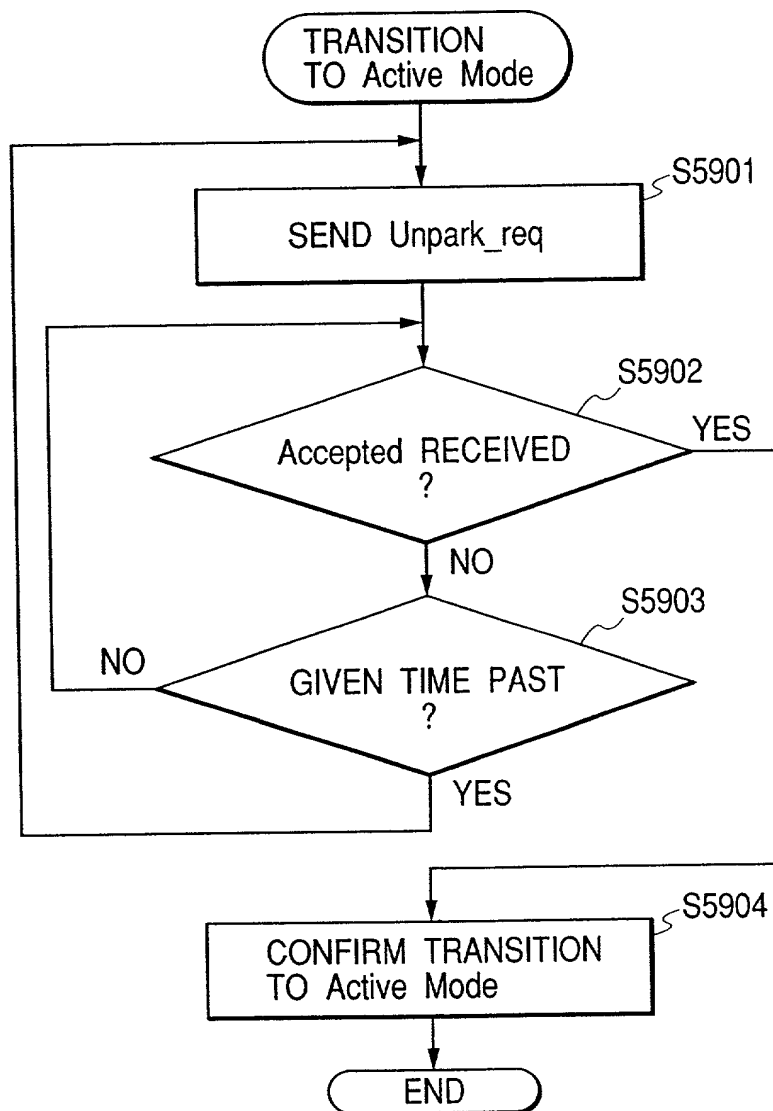 TRANSITION
TO Active Mode
S5901
SEND Unpark_req
S5902
YES
Accepted RECEIVED
?
NO
S5903
NO
GIVEN TIME PAST
?
YES
S5904
CONFIRM TRANSITION
TO Active Mode
END